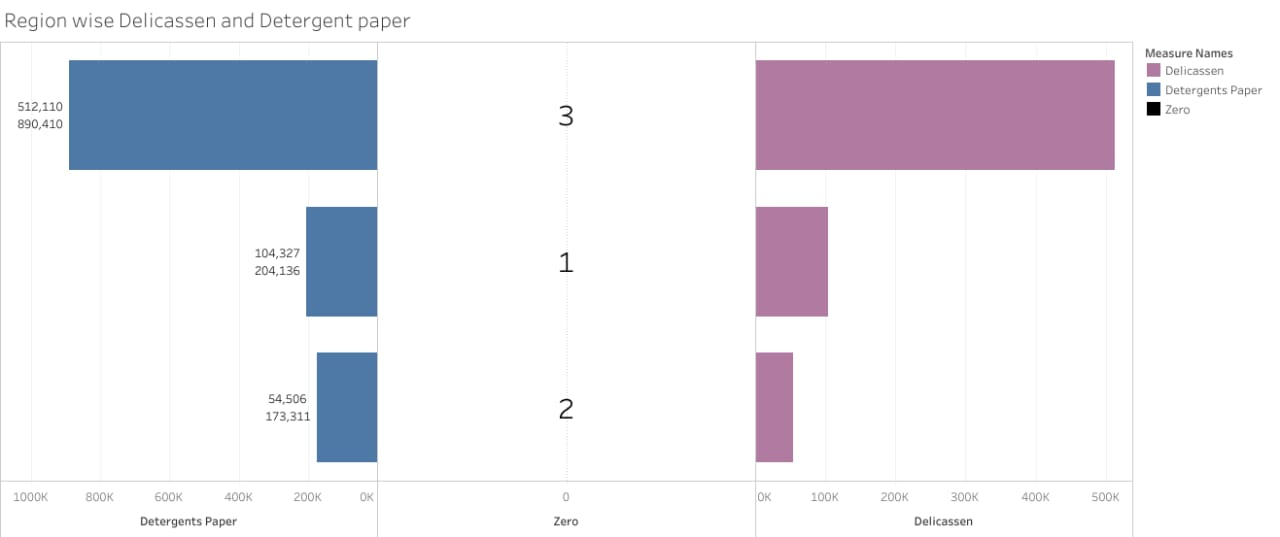 Region wise Delicassen and Detergent paper
Measure Names
Delicassen
Detergents Paper
Zero
512,110
890,410
3
104,327
204,136
1
54,506
173,311
2
1000K 800K 600K 400K 200K 0K
0
0K 100K 200K 300K 400K 500K
Detergents Paper
Zero
Delicassen